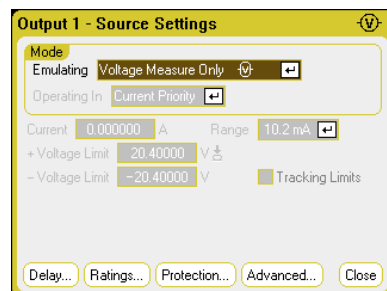 Output 1 - Source Settings
Mode
Emulating Voltage Measure Only
Operating In Current Priority
Current 0.000000 A Range 10.2 mA
+ Voltage Limit 20.40000 V
- Voltage Limit -20.40000 V Tracking Limits
Delay... Ratings... Protection... Advanced... Close